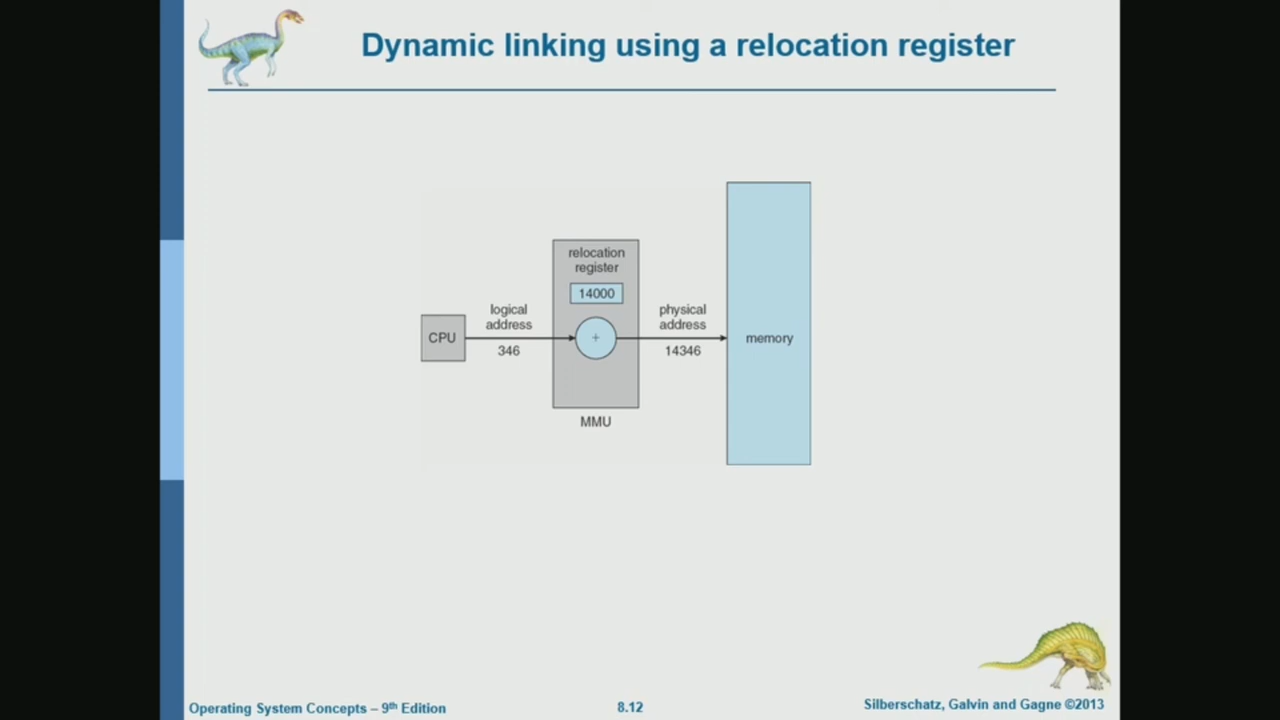 Dynamic linking using a relocation register
relocation
register
14000
logical
address
346
CPU
+
physical
address
14346
memory
MMU
Operating System Concepts – 9th Edition
8.12
Silberschatz, Galvin and Gagne ©2013